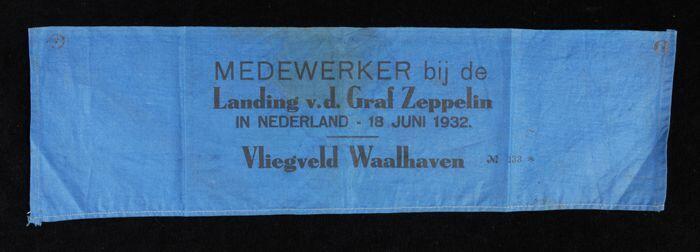 MEDEWERKER bij de
Landing v.d. Graf Zeppelin
IN NEDERLAND - 18 JUNI 1932.
Vliegveld Waalhaven